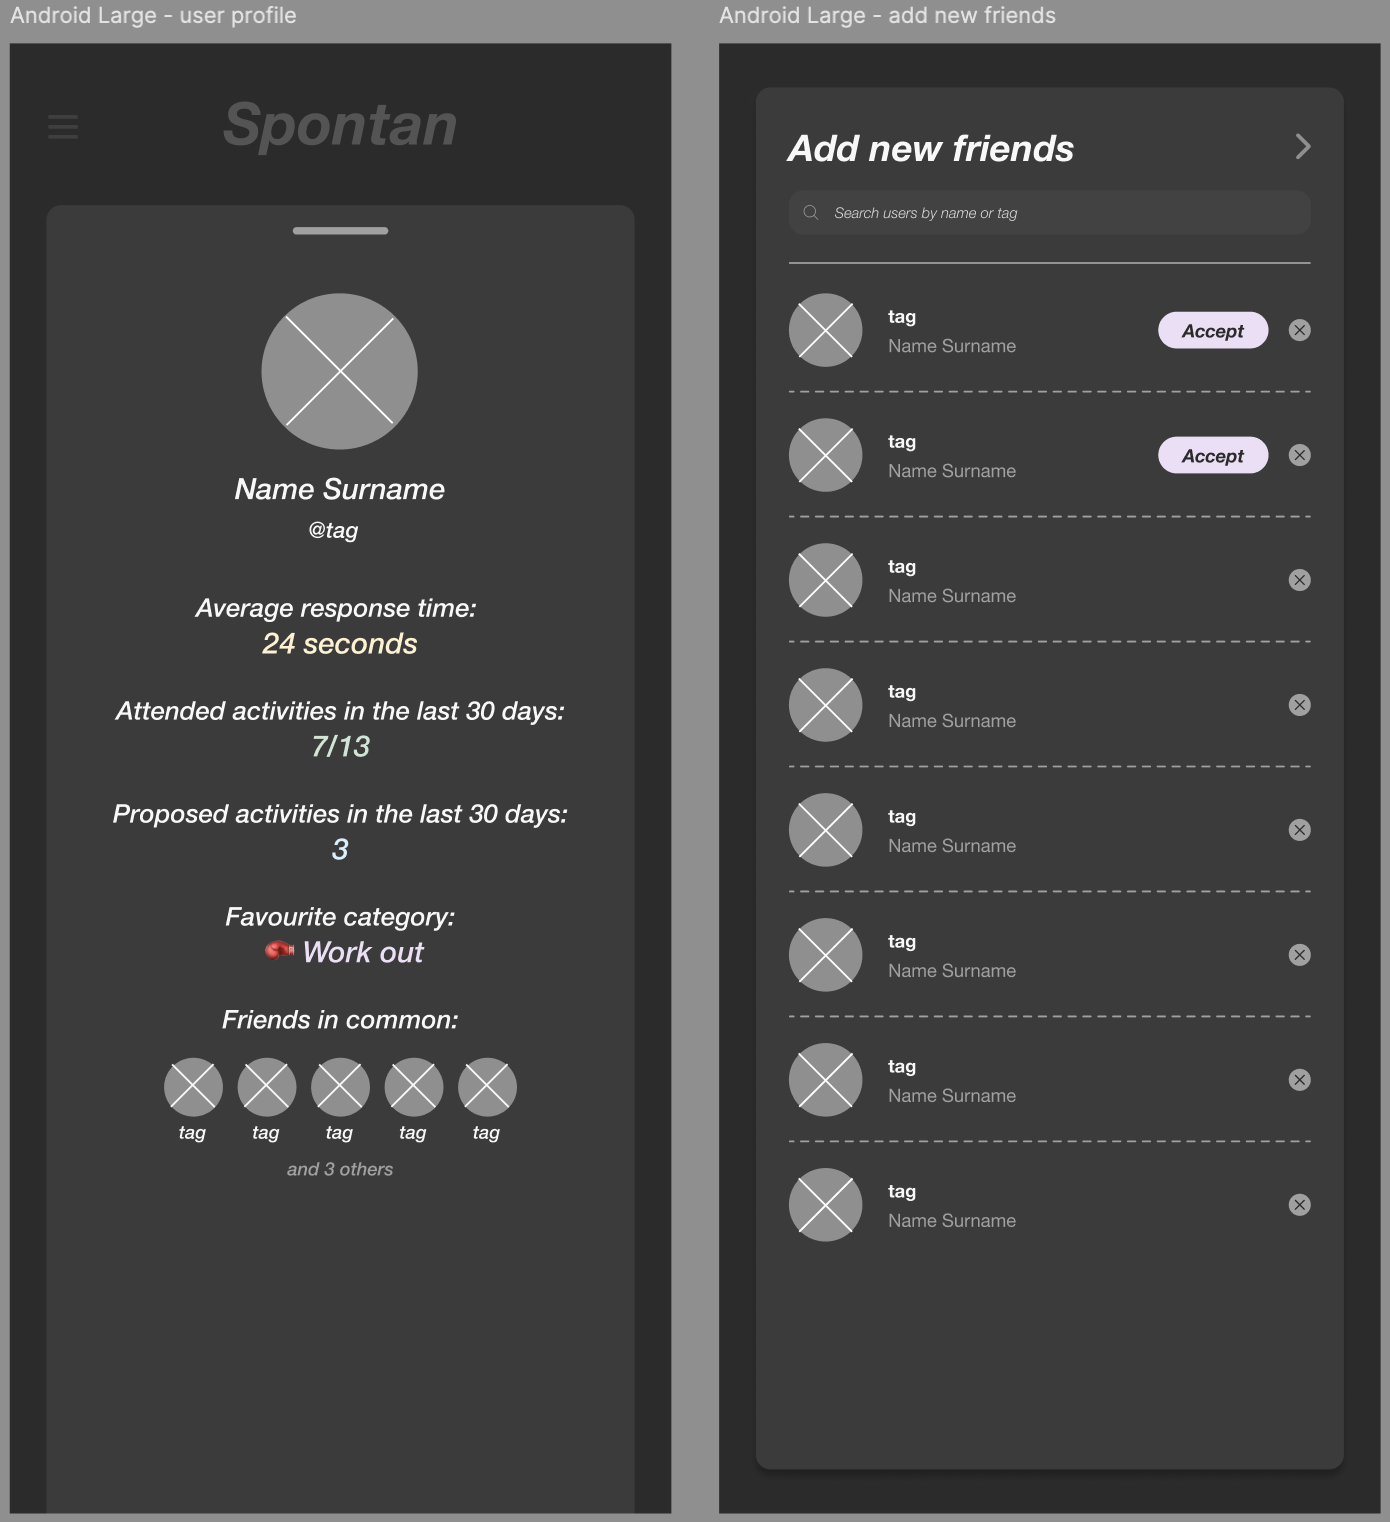 Android Large - user profile
Spontan
Name Surname
@tag
Average response time:
24 seconds
Attended activities in the last 30 days:
7/13
Proposed activities in the last 30 days:
3
Favourite category:
🥊 Work out
Friends in common:
tag tag tag tag tag
and 3 others
Android Large - add new friends
Add new friends
Search users by name or tag
tag
Name Surname
Accept
tag
Name Surname
Accept
tag
Name Surname
tag
Name Surname
tag
Name Surname
tag
Name Surname
tag
Name Surname
tag
Name Surname